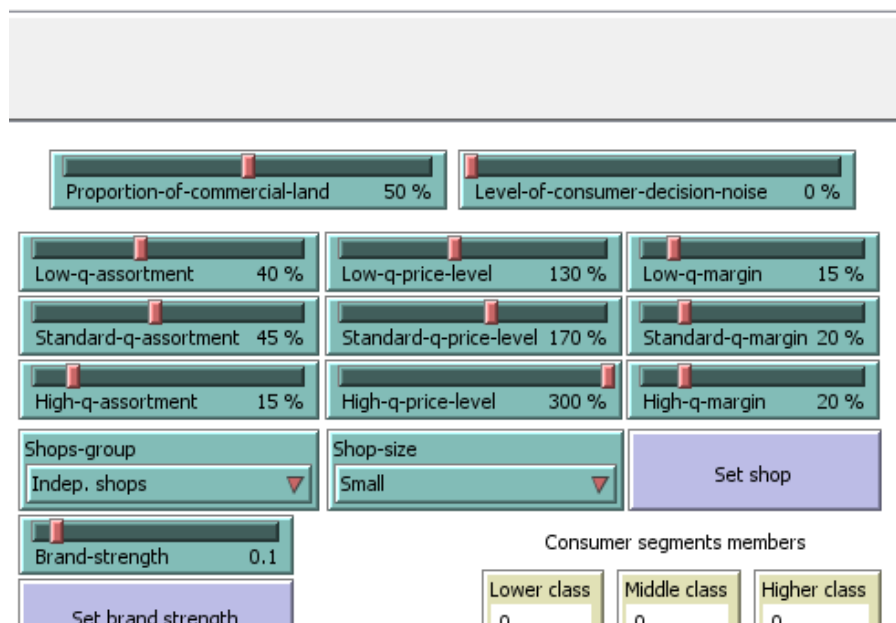 Proportion-of-commercial-land 50 %
Level-of-consumer-decision-noise 0 %
Low-q-assortment 40 %
Low-q-price-level 130 %
Low-q-margin 15 %
Standard-q-assortment 45 %
Standard-q-price-level 170 %
Standard-q-margin 20 %
High-q-assortment 15 %
High-q-price-level 300 %
High-q-margin 20 %
Shops-group
Indep. shops
Shop-size
Small
Set shop
Brand-strength 0.1
Consumer segments members
Set brand strength
Lower class
0
Middle class
0
Higher class
0